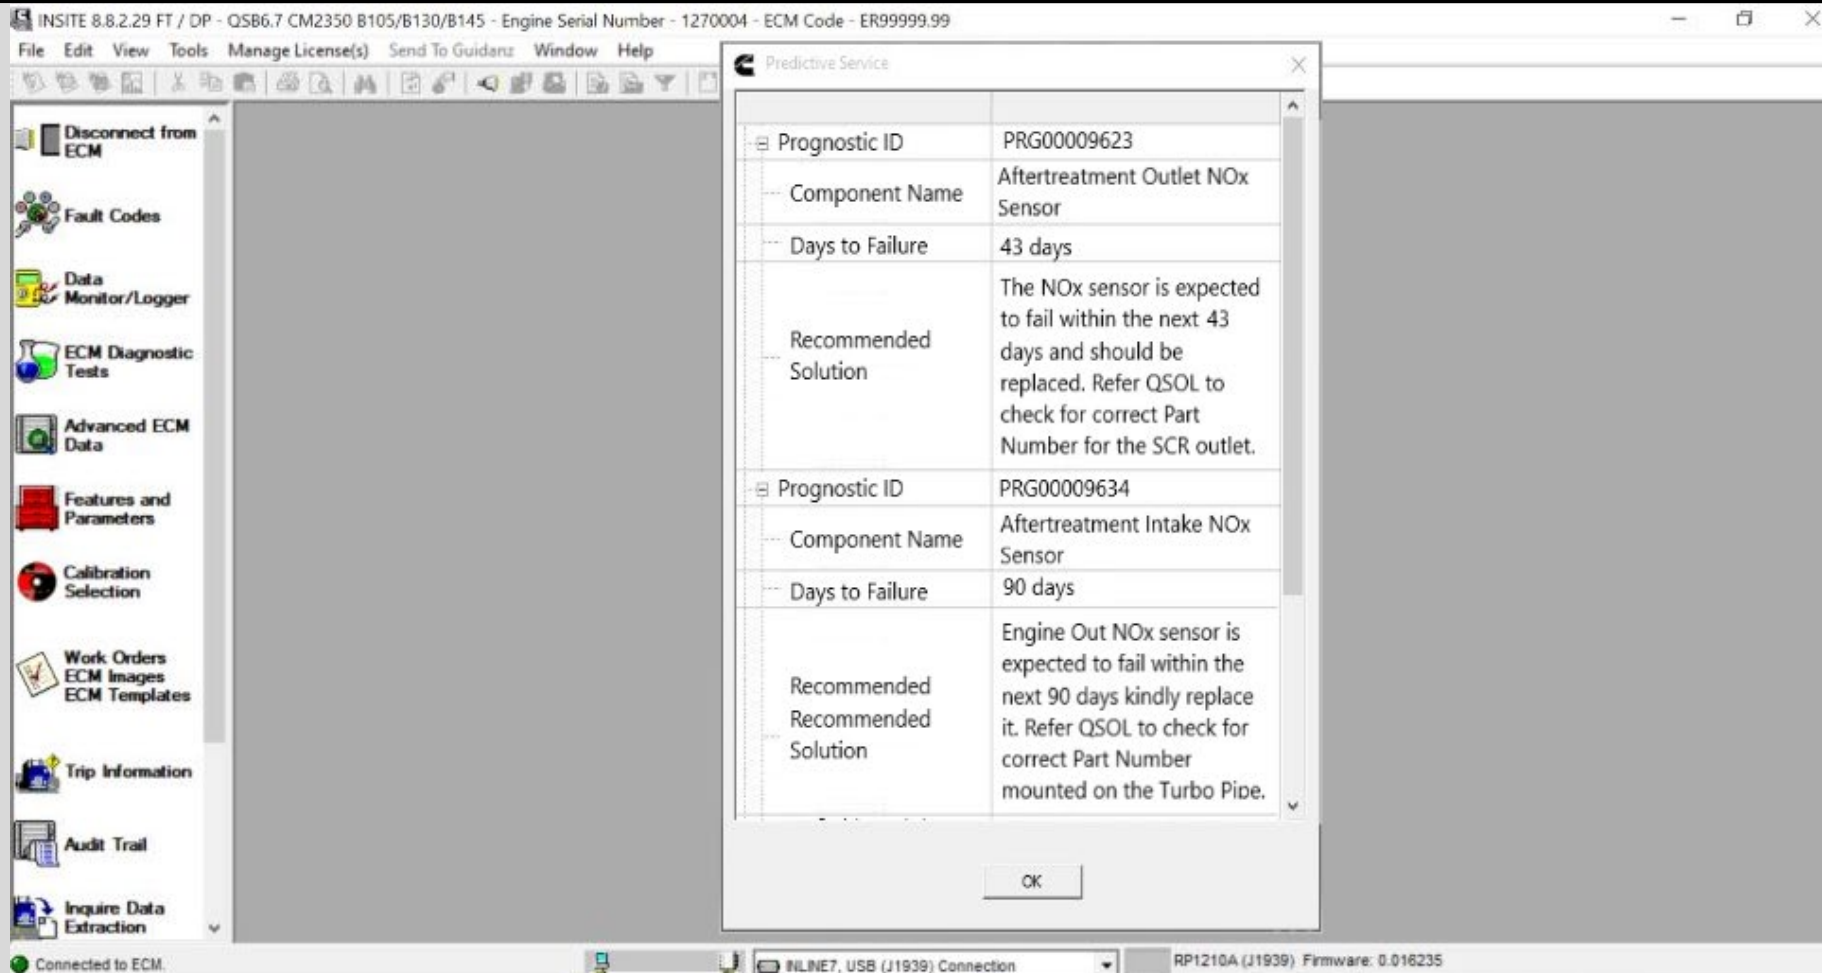 INSITE 8.8.2.29 FT / DP - QSB6.7 CM2350 B105/B130/B145 - Engine Serial Number - 1270004 - ECM Code - ER99999.99
File Edit View Tools Manage License(s) Send To Guidanz Window Help
Disconnect from
ECM
Fault Codes
Data
Monitor/Logger
ECM Diagnostic
Tests
Advanced ECM
Data
Features and
Parameters
Calibration
Selection
Work Orders
ECM Images
ECM Templates
Trip Information
Audit Trail
Inquire Data
Extraction
Predictive Service
Prognostic ID PRG00009623
Component Name Aftertreatment Outlet NOx
Sensor
Days to Failure 43 days
Recommended
Solution
The NOx sensor is expected
to fail within the next 43
days and should be
replaced. Refer QSOL to
check for correct Part
Number for the SCR outlet.
Prognostic ID PRG00009634
Component Name Aftertreatment Intake NOx
Sensor
Days to Failure 90 days
Recommended
Recommended
Solution
Engine Out NOx sensor is
expected to fail within the
next 90 days kindly replace
it. Refer QSOL to check for
correct Part Number
mounted on the Turbo Pipe.
OK
Connected to ECM.
INLINE7, USB (J1939) Connection
RP1210A (J1939) Firmware: 0.016235